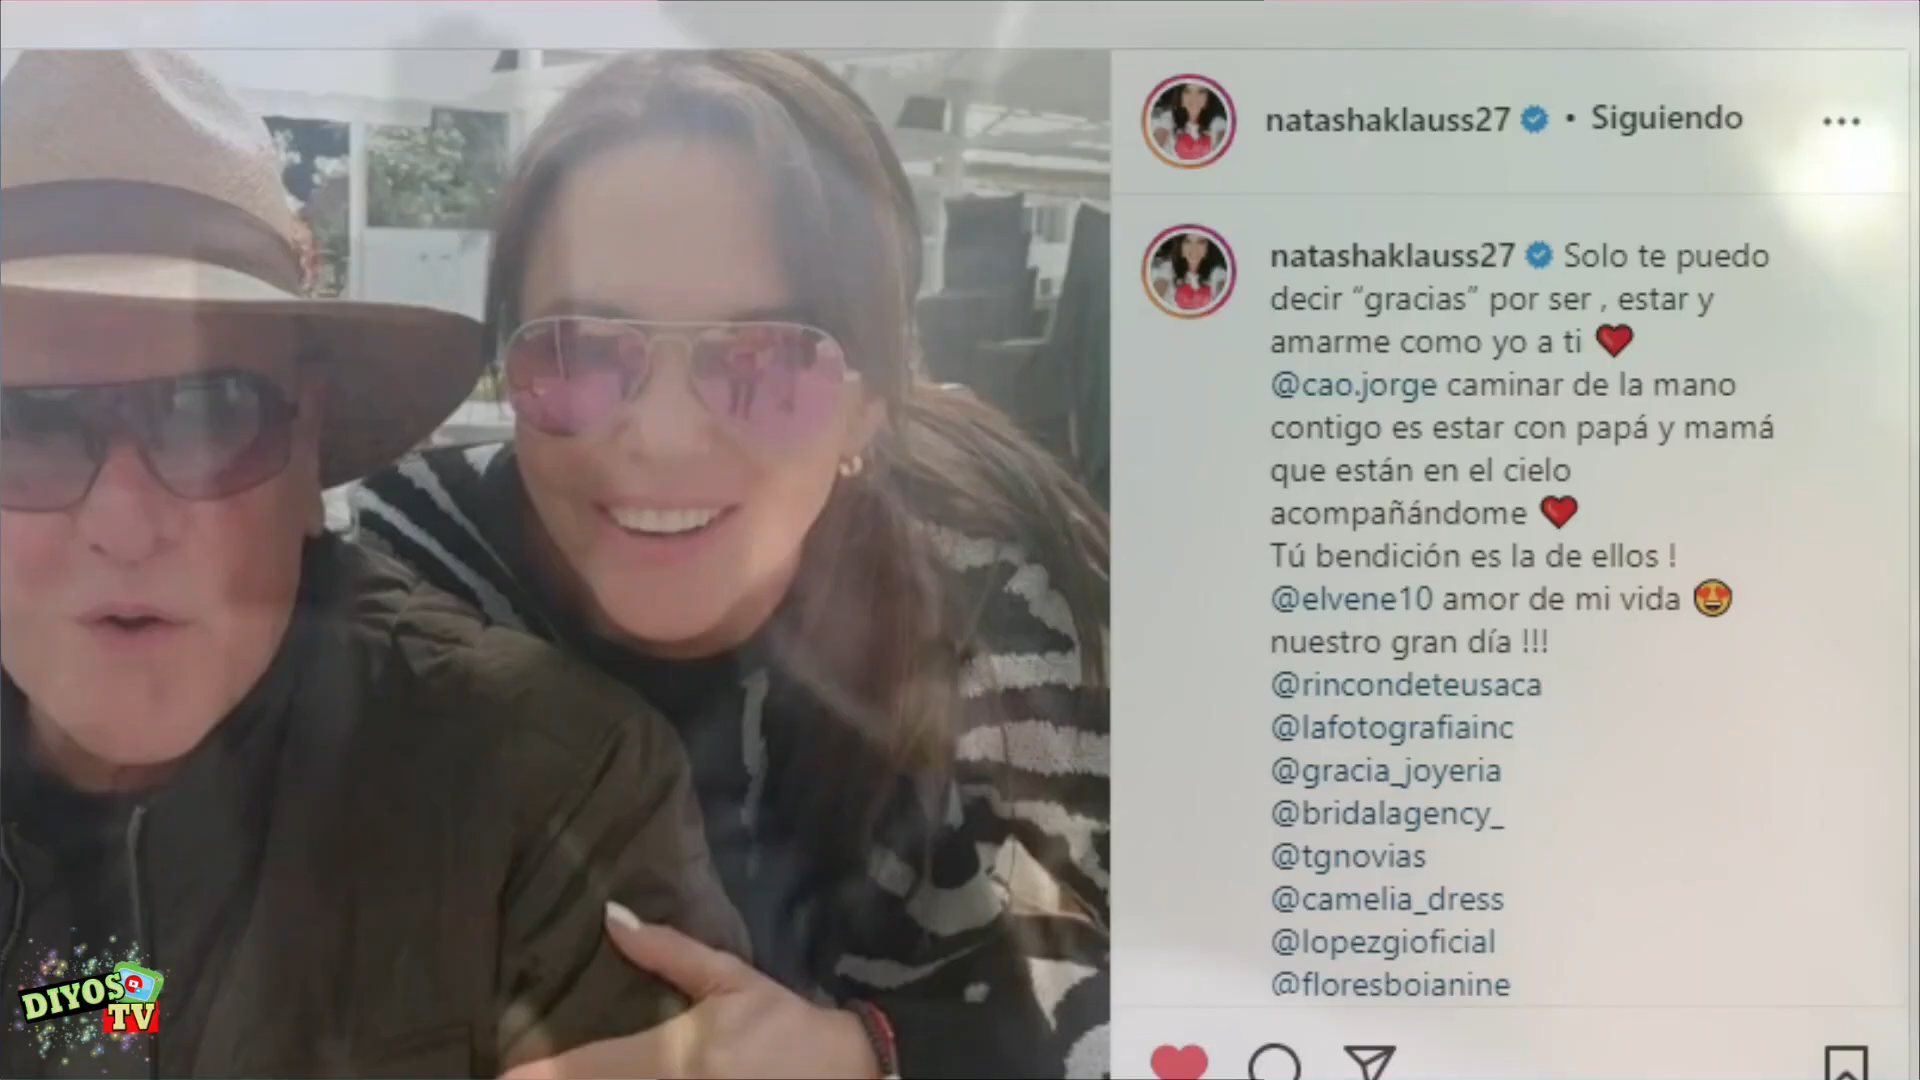 natashaklauss27 • Siguiendo
natashaklauss27 Solo te puedo
decir “gracias” por ser , estar y
amarme como yo a ti
@cao.jorge caminar de la mano
contigo es estar con papá y mamá
que están en el cielo
acompañándome
Tú bendición es la de ellos !
@elvene10 amor de mi vida
nuestro gran día !!!
@rincondeteusaca
@lafotografiainc
@gracia_joyeria
@bridalagency_
@tgnovias
@camelia_dress
@lopezgioficial
@floresboianine
DIYOS
TV